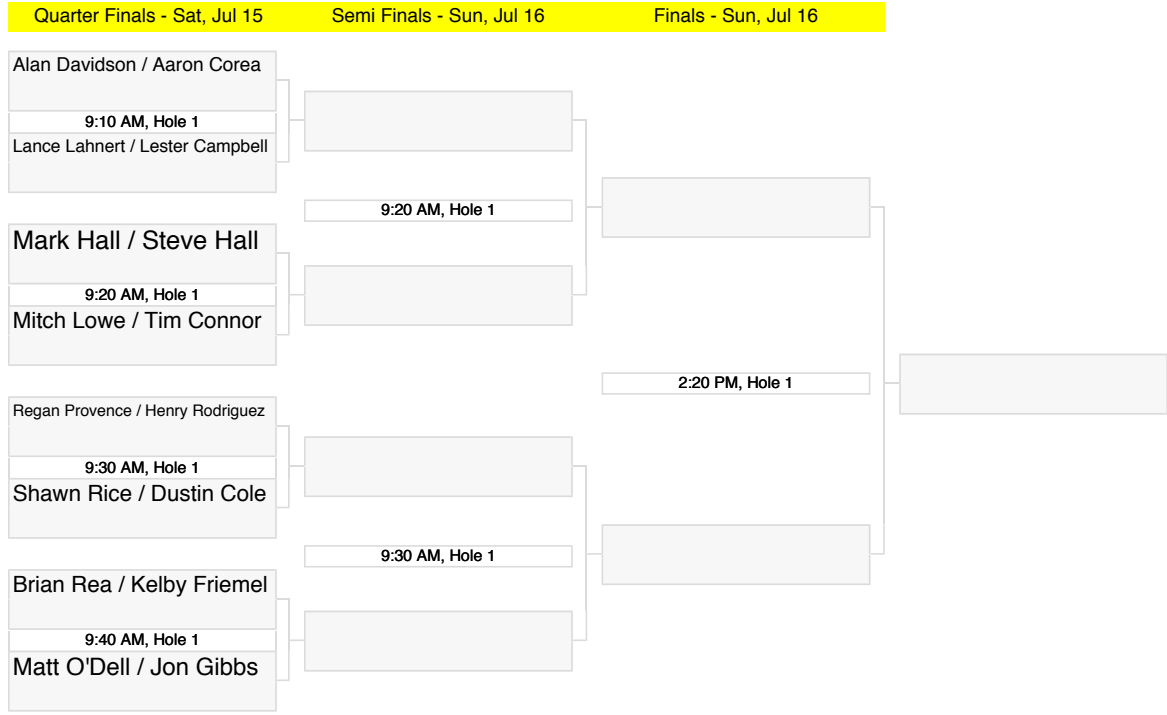 Quarter Finals - Sat, Jul 15
Semi Finals - Sun, Jul 16
Finals - Sun, Jul 16
Alan Davidson / Aaron Corea
9:10 AM, Hole 1
Lance Lahnert / Lester Campbell
Mark Hall / Steve Hall
9:20 AM, Hole 1
Mitch Lowe / Tim Connor
Regan Provence / Henry Rodriguez
9:30 AM, Hole 1
Shawn Rice / Dustin Cole
Brian Rea / Kelby Friemel
9:40 AM, Hole 1
Matt O'Dell / Jon Gibbs
9:20 AM, Hole 1
9:30 AM, Hole 1
2:20 PM, Hole 1